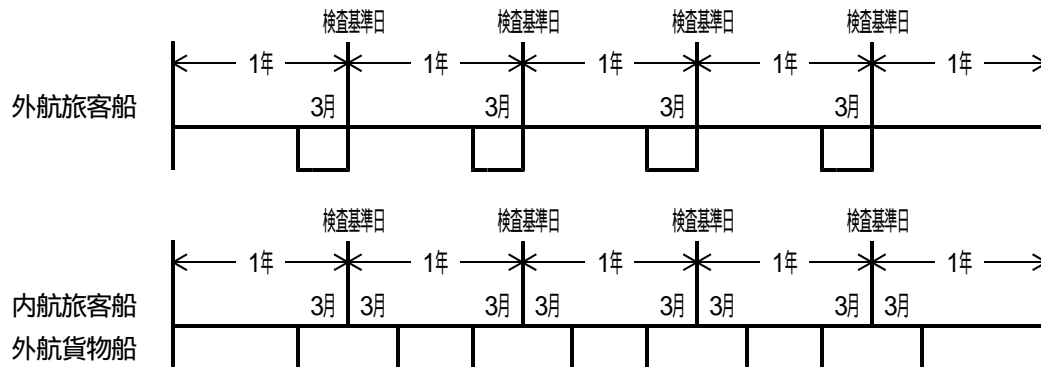 検査基準日 検査基準日 検査基準日 検査基準日
1年 1年 1年 1年 1年
外航旅客船 3月 3月 3月 3月
検査基準日 検査基準日 検査基準日 検査基準日
1年 1年 1年 1年 1年
内航旅客船 3月 3月 3月 3月 3月 3月 3月 3月
外航貨物船